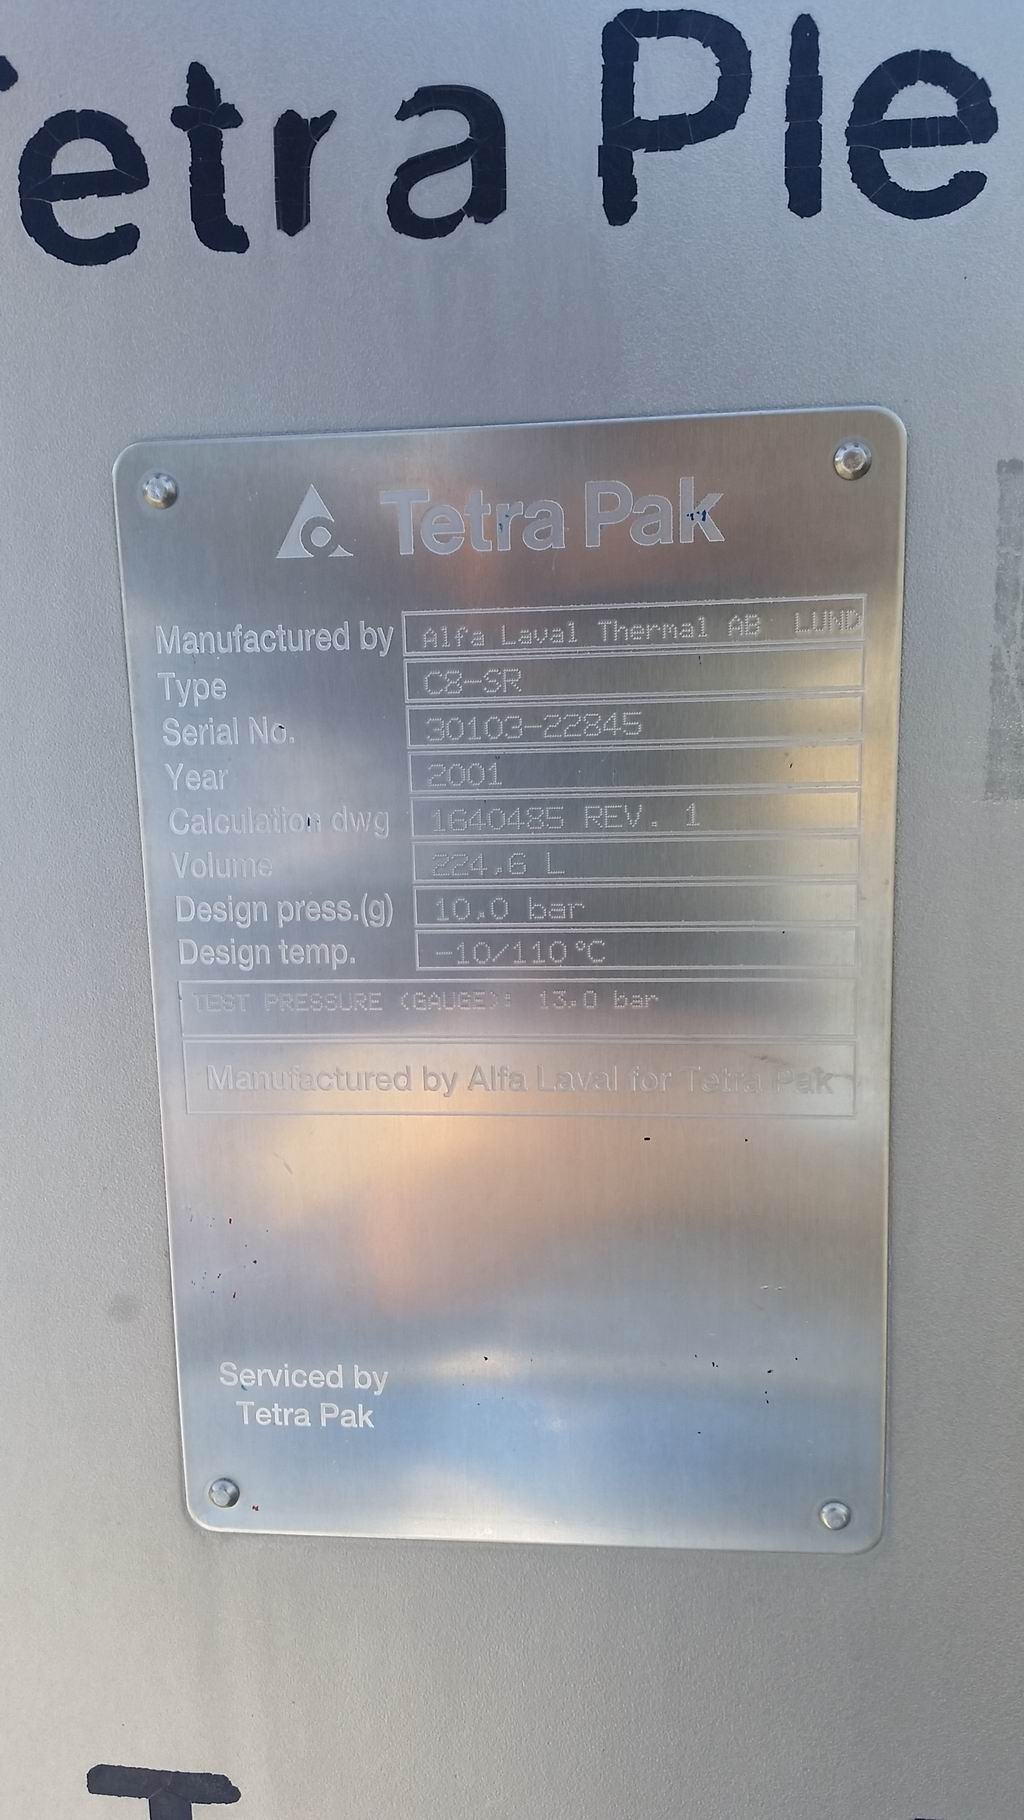 Tetra Ple
Tetra Pak
Manufactured by Alfa Laval Thermal AB LUND
Type C8-SR
Serial No. 30103-22845
Year 2001
Calculation dwg 1640485 REV. 1
Volume 224.6 L
Design press.(g) 10.0 bar
Design temp. -10/110°C
TEST PRESSURE (GAUGE): 13.0 bar
Manufactured by Alfa Laval for Tetra Pak
Serviced by
Tetra Pak
T